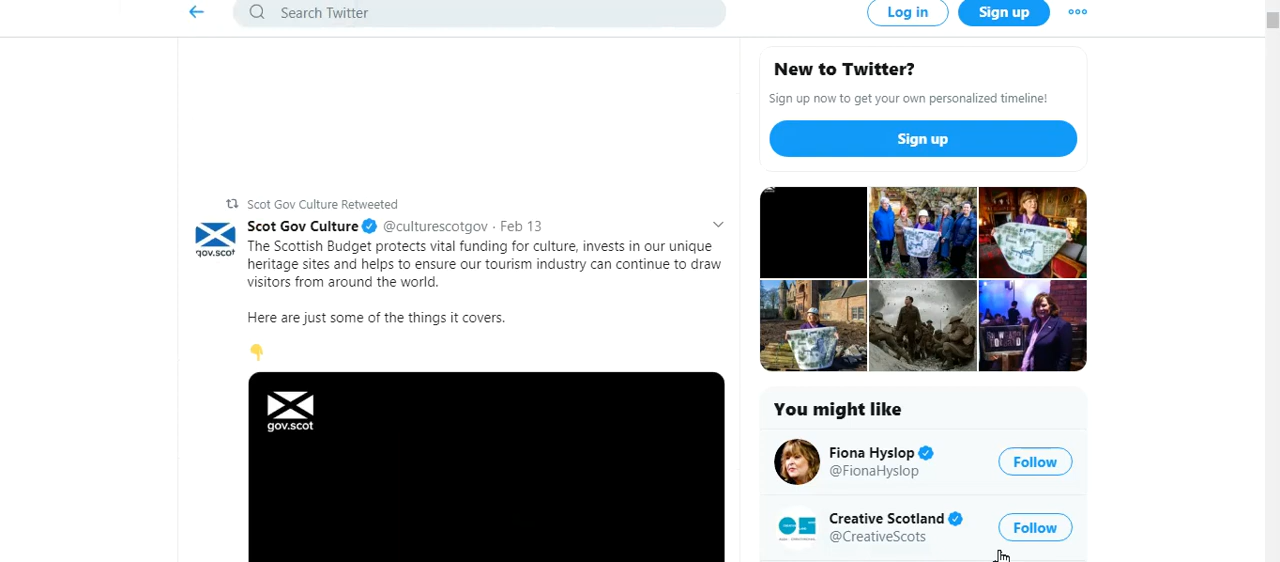 Search Twitter
Log in
Sign up
New to Twitter?
Sign up now to get your own personalized timeline!
Sign up
Scot Gov Culture Retweeted
Scot Gov Culture @culturescotgov · Feb 13
The Scottish Budget protects vital funding for culture, invests in our unique
heritage sites and helps to ensure our tourism industry can continue to draw
visitors from around the world.
Here are just some of the things it covers.
gov.scot
gov.scot
You might like
Fiona Hyslop
@FionaHyslop
Follow
Creative Scotland
@CreativeScots
Follow